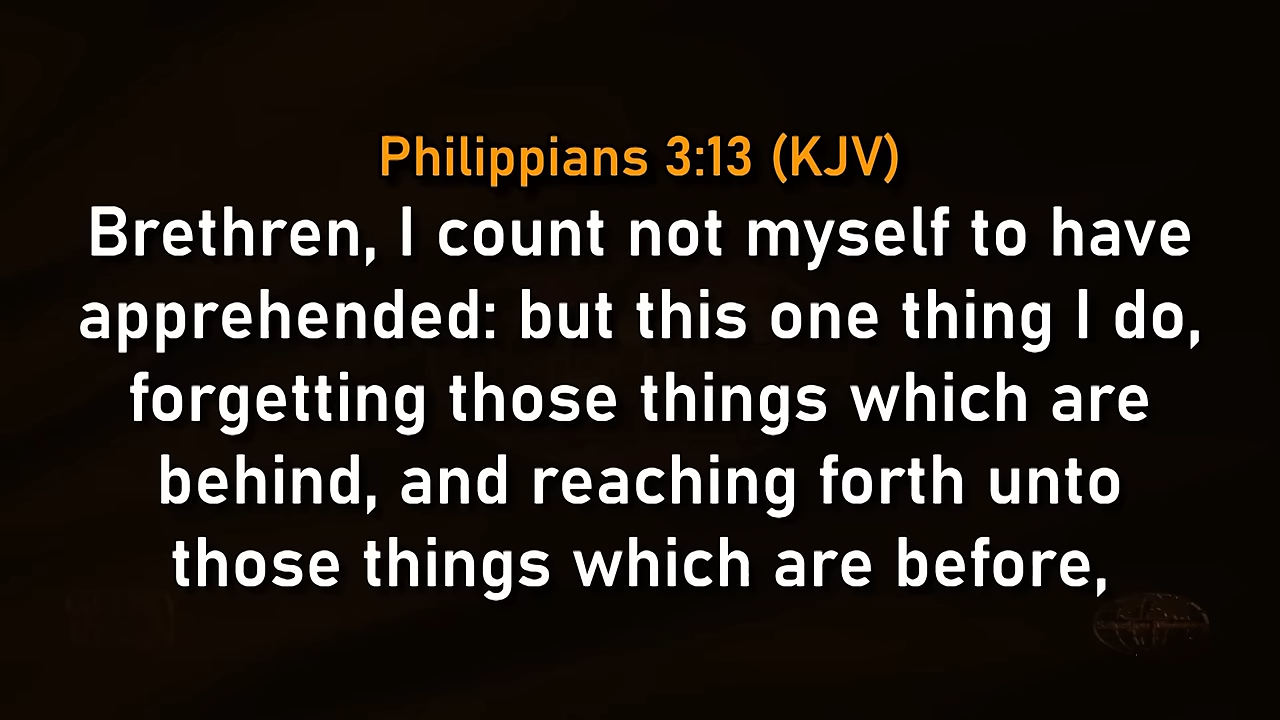 Philippians 3:13 (KJV)
Brethren, I count not myself to have
apprehended: but this one thing I do,
forgetting those things which are
behind, and reaching forth unto
those things which are before,